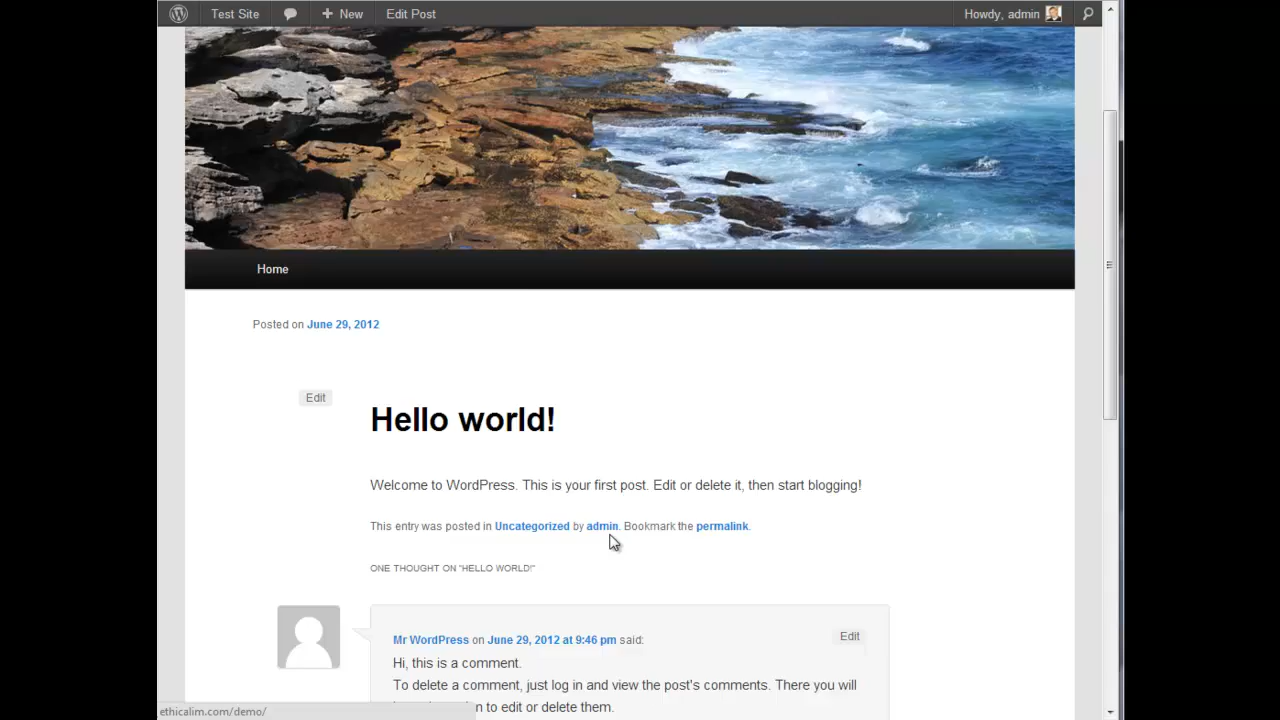 Test Site New Edit Post Howdy, admin
Home
Posted on June 29, 2012
Edit
Hello world!
Welcome to WordPress. This is your first post. Edit or delete it, then start blogging!
This entry was posted in Uncategorized by admin. Bookmark the permalink.
ONE THOUGHT ON "HELLO WORLD!"
Mr WordPress on June 29, 2012 at 9:46 pm said: Edit
Hi, this is a comment.
To delete a comment, just log in and view the post's comments. There you will
to edit or delete them.
ethicalim.com/demo/